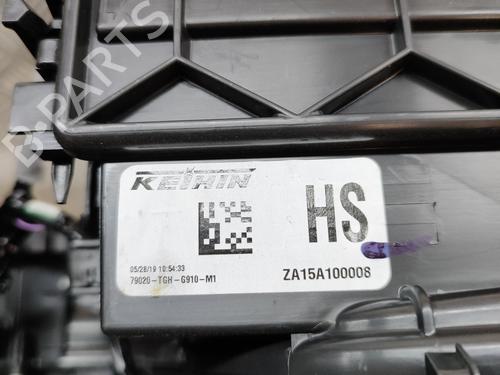 KEIHIN
HS
05/28/19 10:54:33
79020-TGH-G910-M1
ZA15A100008
B-PARTS